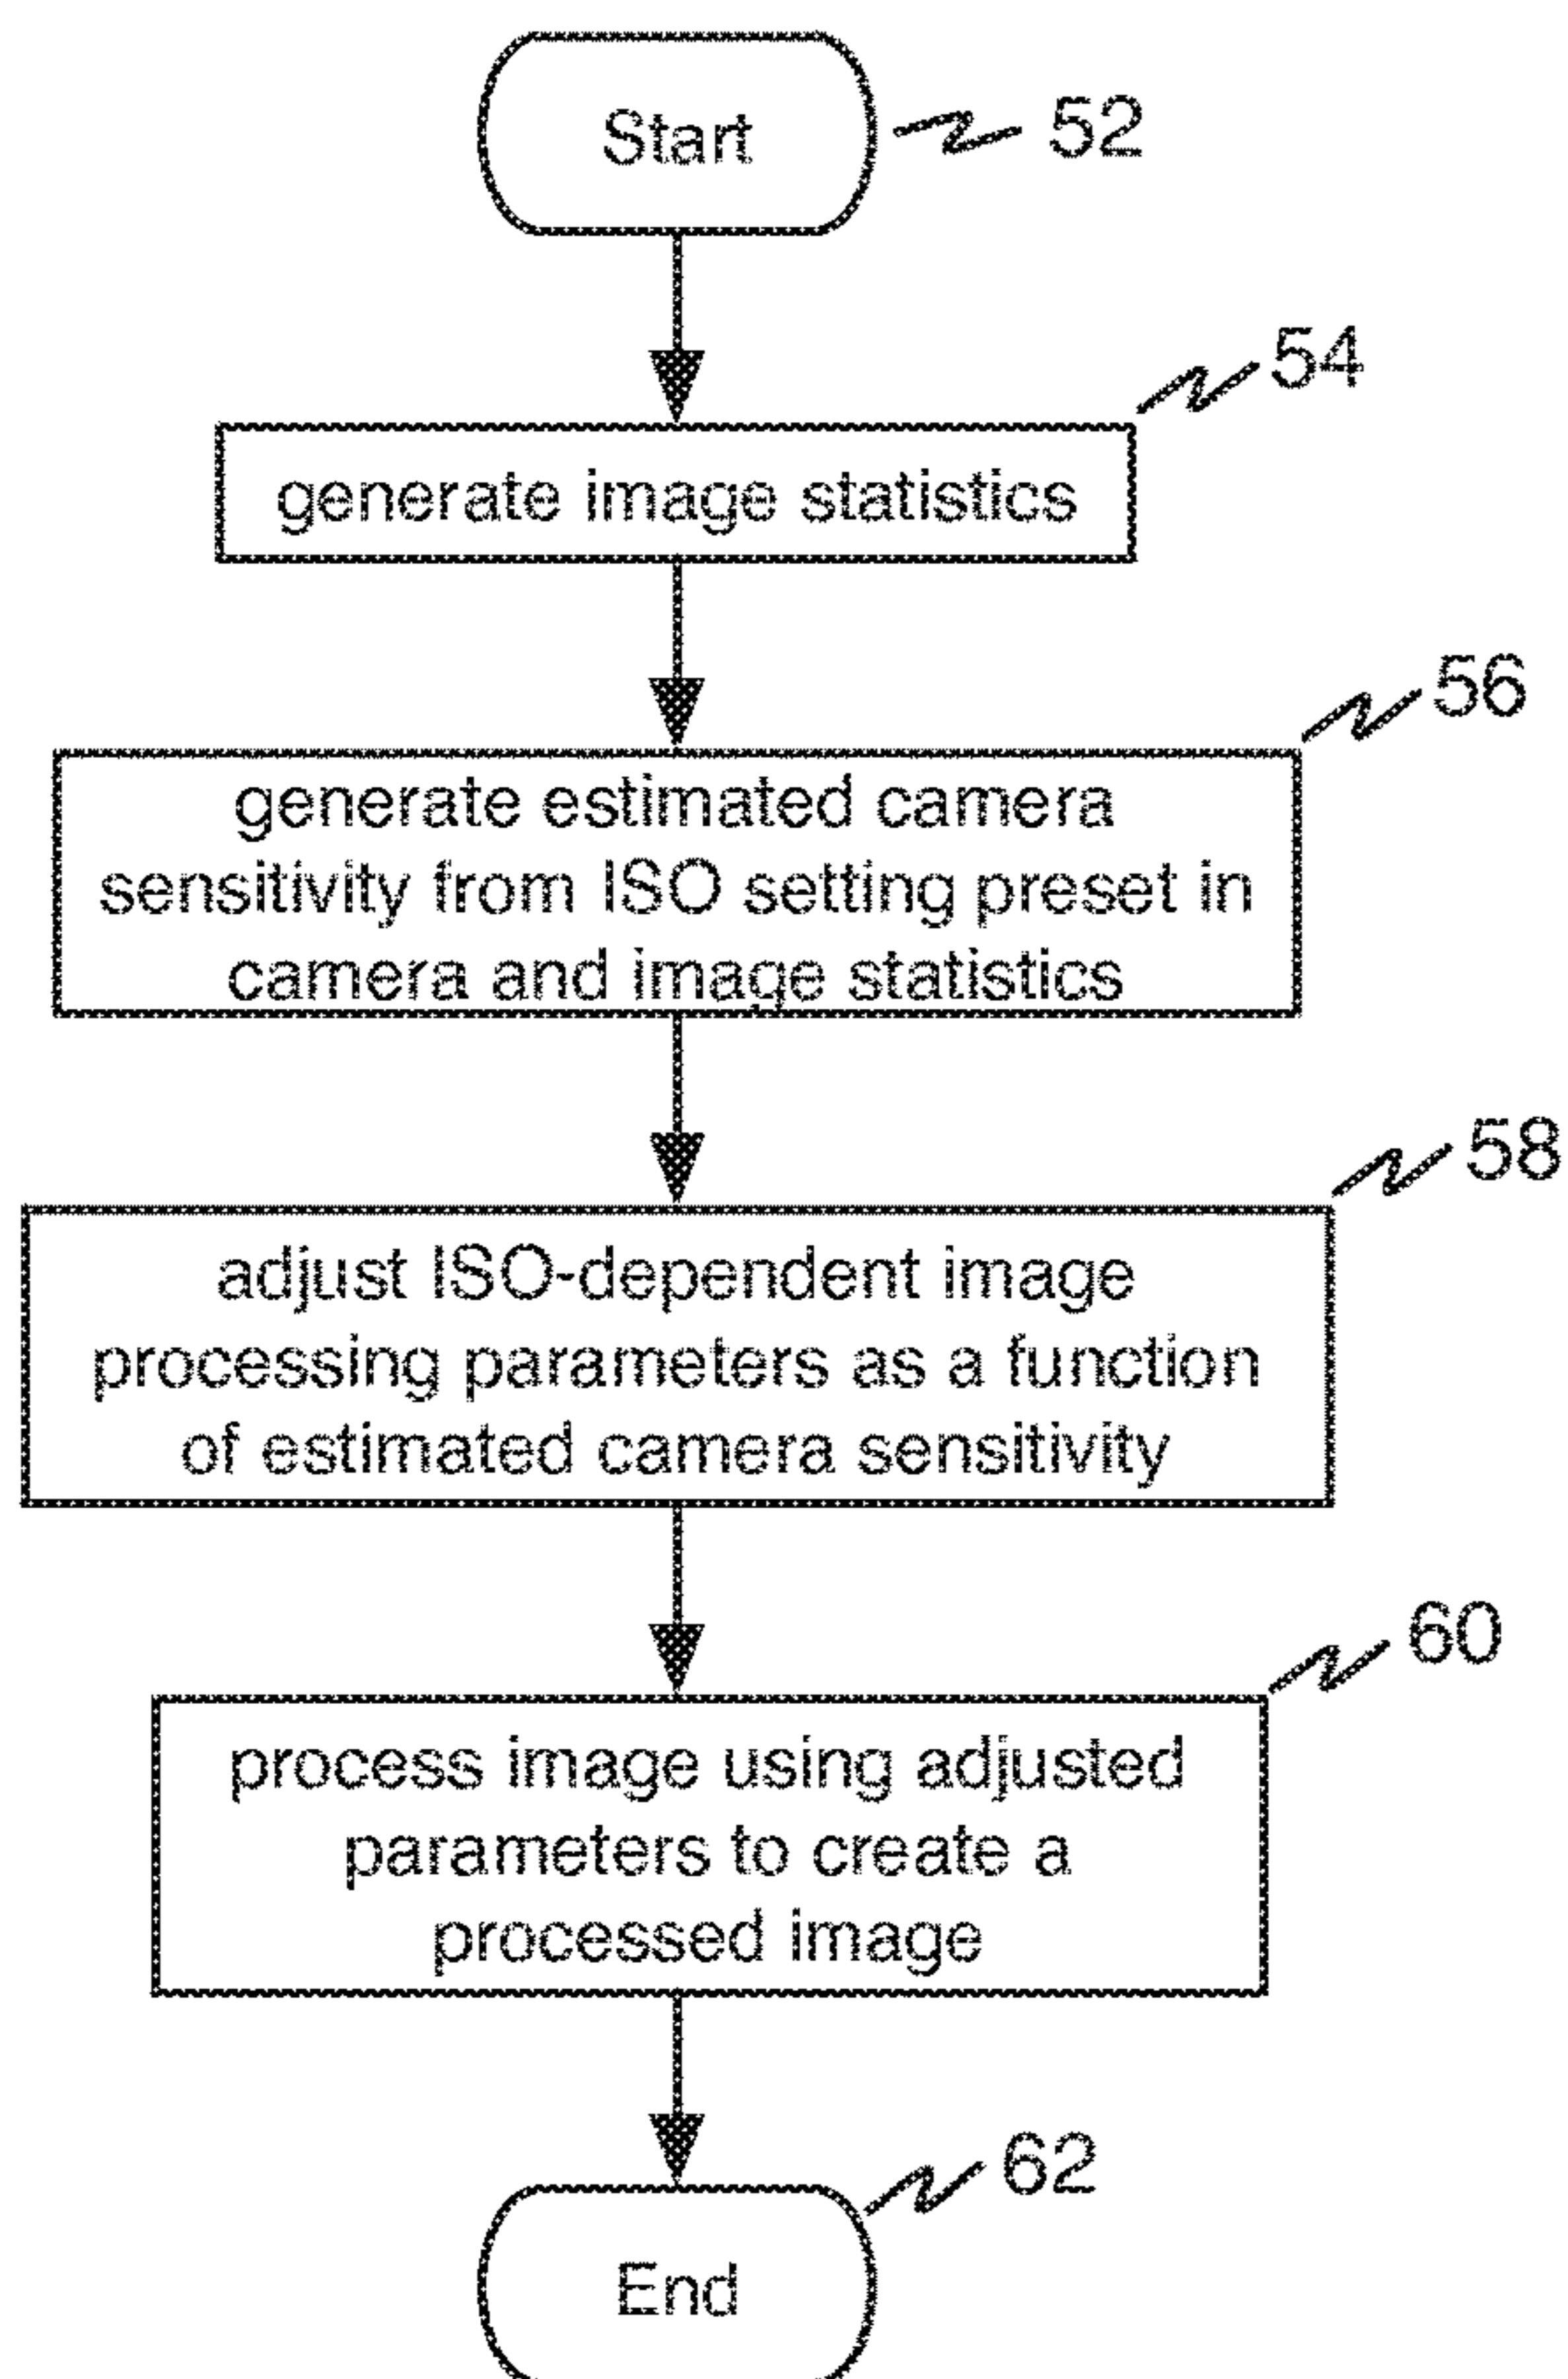 Start
52
54
generate image statistics
56
generate estimated camera
sensitivity from ISO setting preset in
camera and image statistics
58
adjust ISO-dependent image
processing parameters as a function
of estimated camera sensitivity
60
process image using adjusted
parameters to create a
processed image
62
End